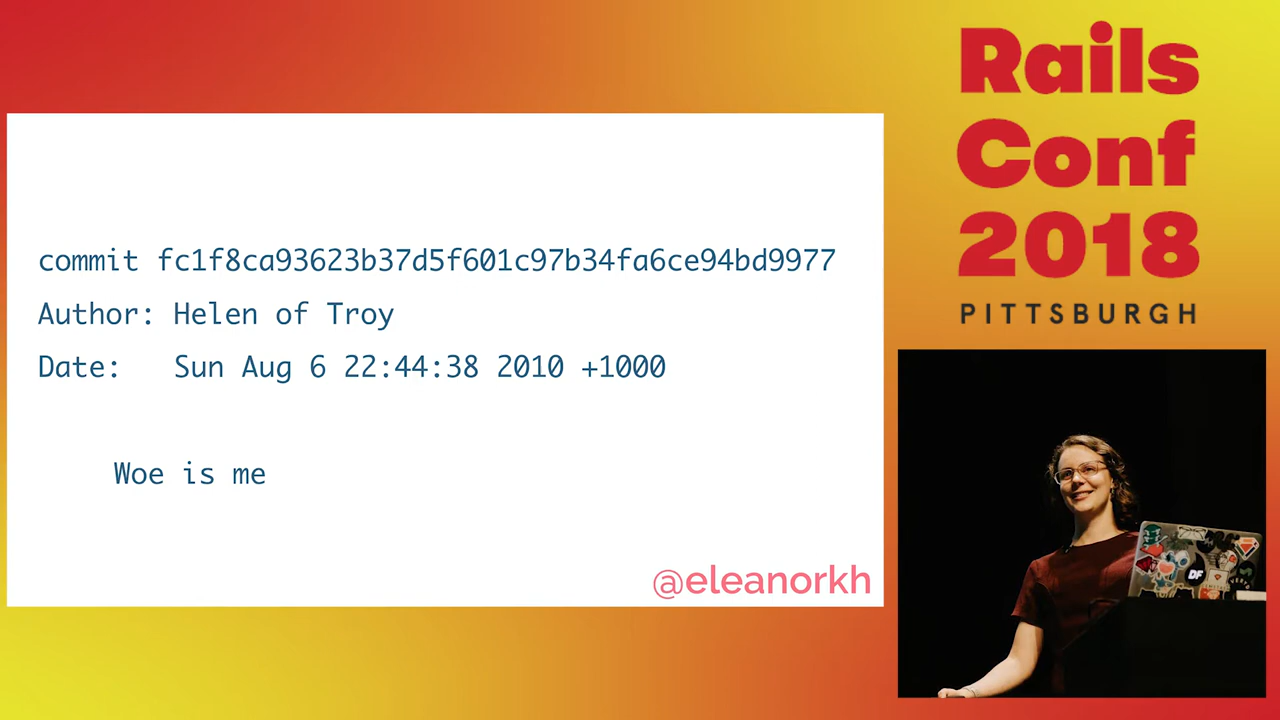 Rails
Conf
2018
PITTSBURGH
commit fc1f8ca93623b37d5f601c97b34fa6ce94bd9977
Author: Helen of Troy
Date:   Sun Aug 6 22:44:38 2010 +1000
Woe is me
@eleanorkh
DF